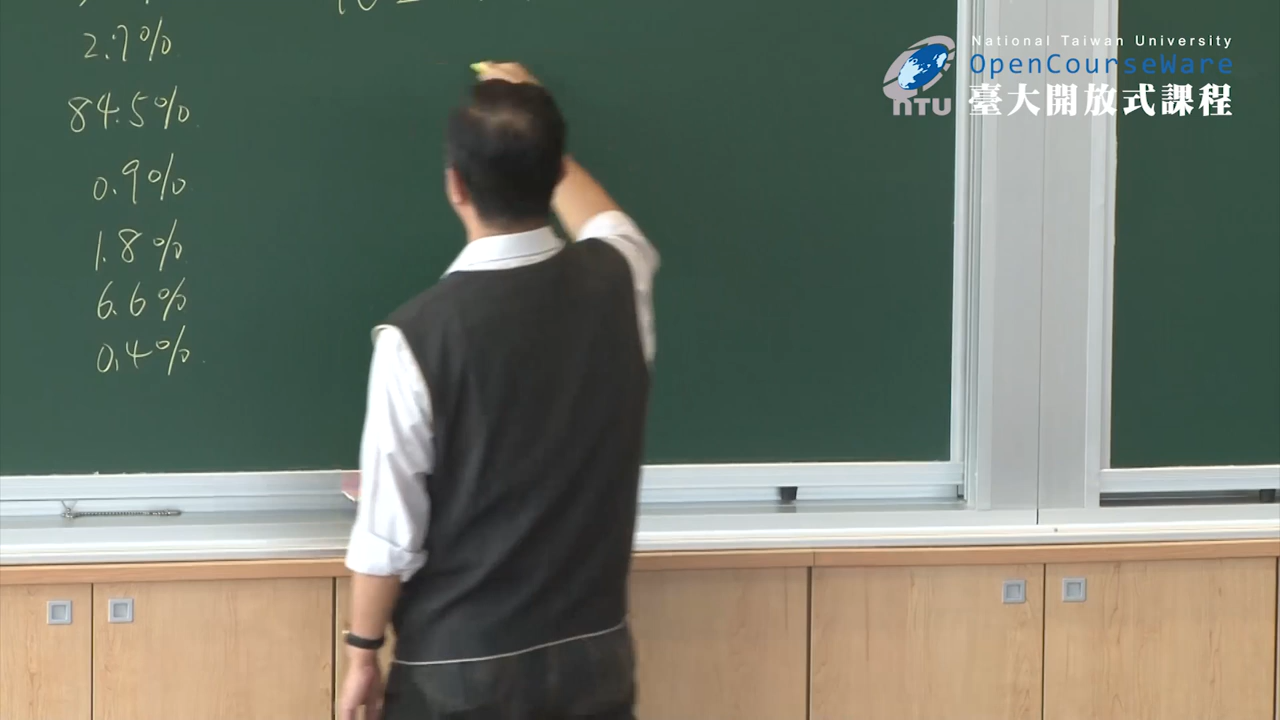 2.7%
84.5%
0.9%
1.8%
6.6%
0.4%
National Taiwan University
OpenCourseWare
NTU 臺大開放式課程